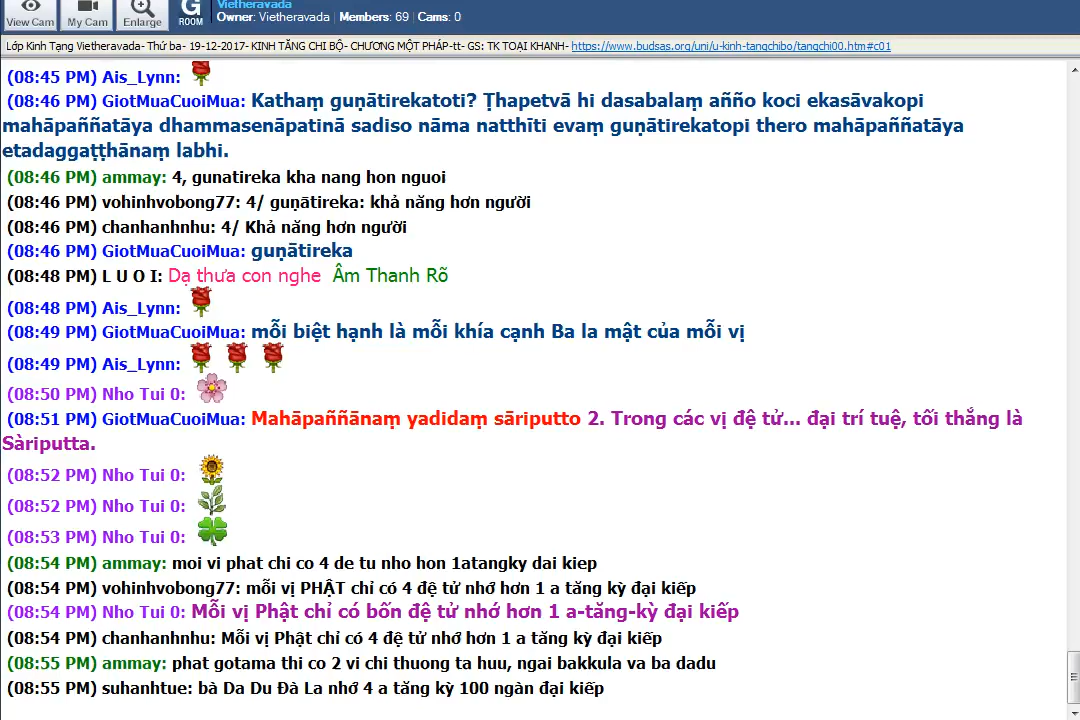 Vietheravada
View Cam My Cam Enlarge G ROOM Owner: Vietheravada | Members: 69 | Cams: 0
Lớp Kinh Tạng Vietheravada- Thứ ba- 19-12-2017- KINH TĂNG CHI BỘ- CHƯƠNG MỘT PHÁP-tt- GS: TK TOẠI KHANH- https://www.budsas.org/uni/u-kinh-tangchibo/tangchi00.htm#c01
(08:45 PM) Ais_Lynn:
(08:46 PM) GiotMuaCuoiMua: Kathaṃ guṇātirekatoti? Ṭhapetvā hi dasabalaṃ añño koci ekasāvakopi
mahāpaññatāya dhammasenāpatinā sadiso nāma natthīti evaṃ guṇātirekatopi thero mahāpaññatāya
etadaggaṭṭhānaṃ labhi.
(08:46 PM) ammay: 4, gunatireka kha nang hon nguoi
(08:46 PM) vohinhvobong77: 4/ guṇātireka: khả năng hơn người
(08:46 PM) chanhanhnhu: 4/ Khả năng hơn người
(08:46 PM) GiotMuaCuoiMua: guṇātireka
(08:48 PM) L U O I: Dạ thưa con nghe Âm Thanh Rõ
(08:48 PM) Ais_Lynn:
(08:49 PM) GiotMuaCuoiMua: mỗi biệt hạnh là mỗi khía cạnh Ba la mật của mỗi vị
(08:49 PM) Ais_Lynn:
(08:50 PM) Nho Tui 0:
(08:51 PM) GiotMuaCuoiMua: Mahāpaññānaṃ yadidaṃ sāriputto 2. Trong các vị đệ tử... đại trí tuệ, tối thắng là
Sàriputta.
(08:52 PM) Nho Tui 0:
(08:52 PM) Nho Tui 0:
(08:53 PM) Nho Tui 0:
(08:54 PM) ammay: moi vi phat chi co 4 de tu nho hon 1atangky dai kiep
(08:54 PM) vohinhvobong77: mỗi vị PHẬT chỉ có 4 đệ tử nhớ hơn 1 a tăng kỳ đại kiếp
(08:54 PM) Nho Tui 0: Mỗi vị Phật chỉ có bốn đệ tử nhớ hơn 1 a-tăng-kỳ đại kiếp
(08:54 PM) chanhanhnhu: Mỗi vị Phật chỉ có 4 đệ tử nhớ hơn 1 a tăng kỳ đại kiếp
(08:55 PM) ammay: phat gotama thi co 2 vi chi thuong ta huu, ngai bakkula va ba dadu
(08:55 PM) suhanhtue: bà Da Du Đà La nhớ 4 a tăng kỳ 100 ngàn đại kiếp